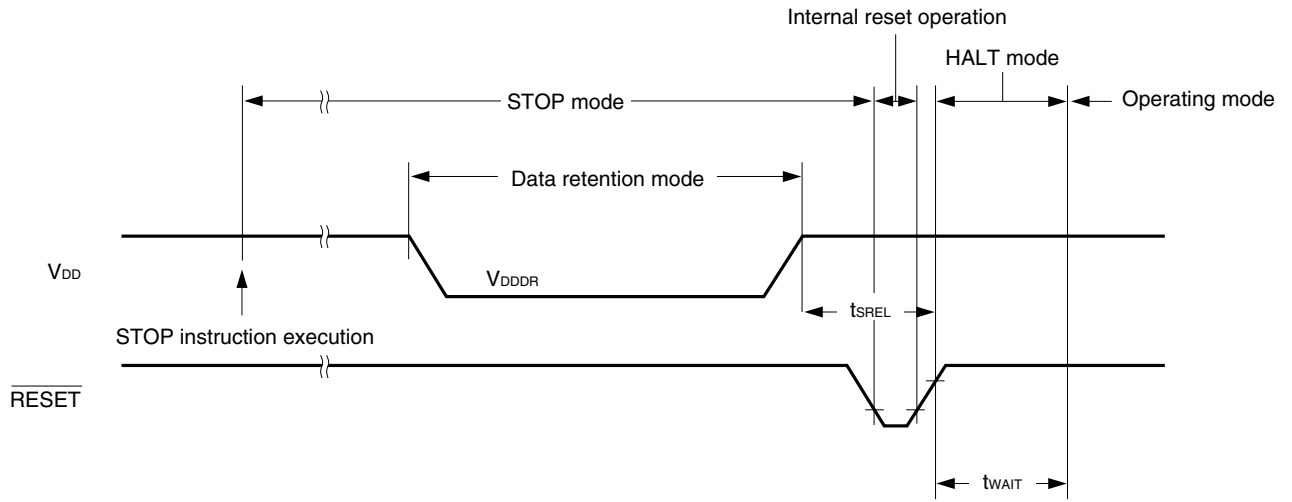 Internal reset operation
HALT mode
STOP mode
Operating mode
Data retention mode
VDD
VDDDR
tSREL
STOP instruction execution
RESET
tWAIT